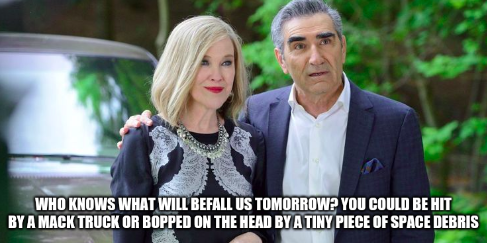 WHO KNOWS WHAT WILL BEFALL US TOMORROW? YOU COULD BE HIT
BY A MACK TRUCK OR BOPPED ON THE HEAD BY A TINY PIECE OF SPACE DEBRIS